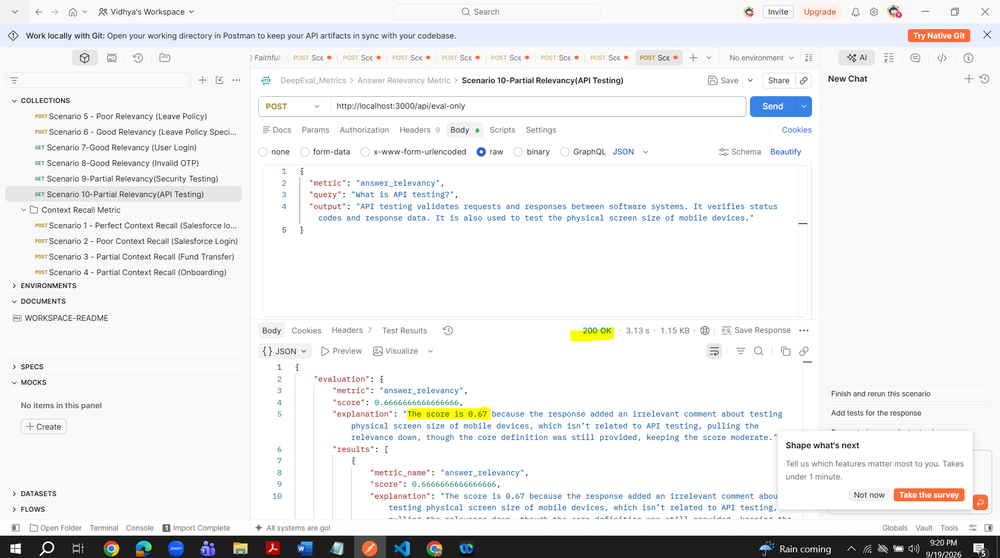 Vidhya's Workspace
Search
Invite
Upgrade
Work locally with Git: Open your working directory in Postman to keep your API artifacts in sync with your codebase.
Try Native Git
COLLECTIONS
POST Scenario 5 - Poor Relevancy (Leave Policy)
POST Scenario 6 - Good Relevancy (Leave Policy Speci...
GET Scenario 7-Good Relevancy (User Login)
GET Scenario 8-Good Relevancy (Invalid OTP)
GET Scenario 9-Partial Relevancy(Security Testing)
GET Scenario 10-Partial Relevancy(API Testing)
Context Recall Metric
POST Scenario 1 - Perfect Context Recall (Salesforce lo...
POST Scenario 2 - Poor Context Recall (Salesforce Login)
POST Scenario 3 - Partial Context Recall (Fund Transfer)
POST Scenario 4 - Partial Context Recall (Onboarding)
ENVIRONMENTS
DOCUMENTS
WORKSPACE-README
SPECS
MOCKS
No items in this panel
Create
DATASETS
FLOWS
Faithful
POST Sce
POST Sce
POST Sce
POST Sce
POST Sce
POST Sce
POST Sce
POST Sce
No environment
HTTP
DeepEval_Metrics > Answer Relevancy Metric > Scenario 10-Partial Relevancy(API Testing)
Save
Share
POST
http://localhost:3000/api/eval-only
Send
Docs Params Authorization Headers 9 Body Scripts Settings
Cookies
none form-data x-www-form-urlencoded raw binary GraphQL JSON
Schema Beautify
1 {
2 "metric": "answer_relevancy",
3 "query": "What is API testing?",
4 "output": "API testing validates requests and responses between software systems. It verifies status
codes and response data. It is also used to test the physical screen size of mobile devices."
5 }
Body Cookies Headers 7 Test Results
200 OK • 3.13 s • 1.15 KB
e.g. Save Response
{} JSON Preview Visualize
1 {
2 "evaluation": {
3 "metric": "answer_relevancy",
4 "score": 0.6666666666666666,
5 "explanation": "The score is 0.67 because the response added an irrelevant comment about testing
physical screen size of mobile devices, which isn’t related to API testing, pulling the
relevance down, though the core definition was still provided, keeping the score moderate."
6 "results": [
7 {
8 "metric_name": "answer_relevancy",
9 "score": 0.6666666666666666,
10 "explanation": "The score is 0.67 because the response added an irrelevant comment abou
testing physical screen size of mobile devices, which isn’t related to API testing,
pulling the relevance down, though the core definition was still provided, keeping the
AI
New Chat
Finish and rerun this scenario
Add tests for the response
Shape what's next
Tell us which features matter most to you. Takes
under 1 minute.
Not now
Take the survey
Open Folder Terminal Console 1 Import Complete
All systems are go!
Globals Vault Tools
zoom
Rain coming
9:20 PM
9/19/2026
5